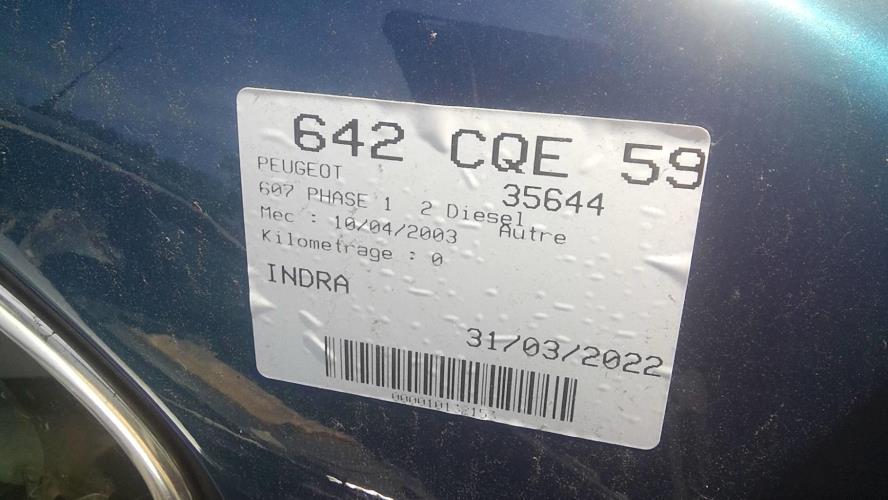 642 CQE 59
PEUGEOT 35644
607 PHASE 1 2 Diesel
Mec : 10/04/2003 Autre
Kilometrage : 0
INDRA
31/03/2022